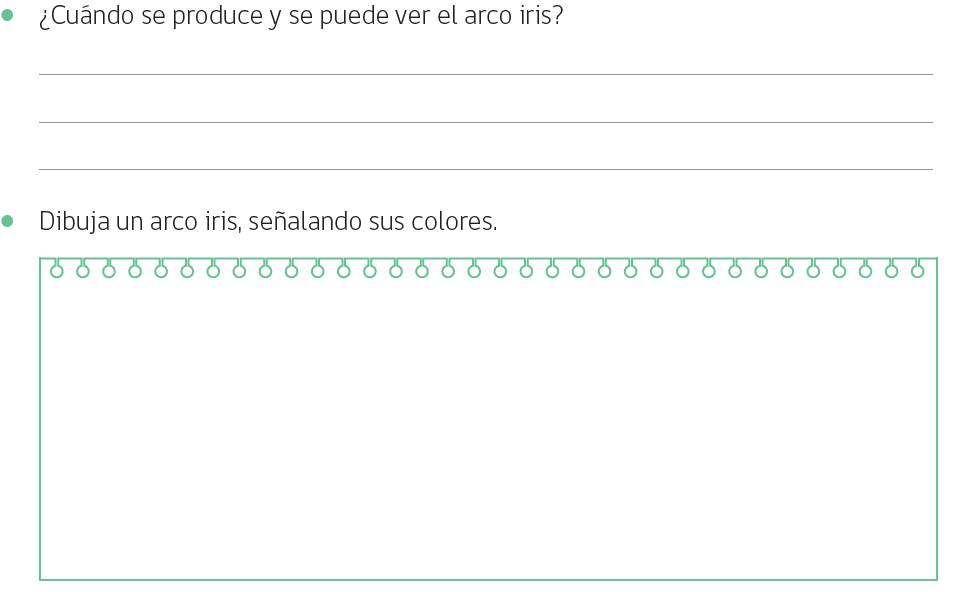 ¿Cuándo se produce y se puede ver el arco iris?
Dibuja un arco iris, señalando sus colores.